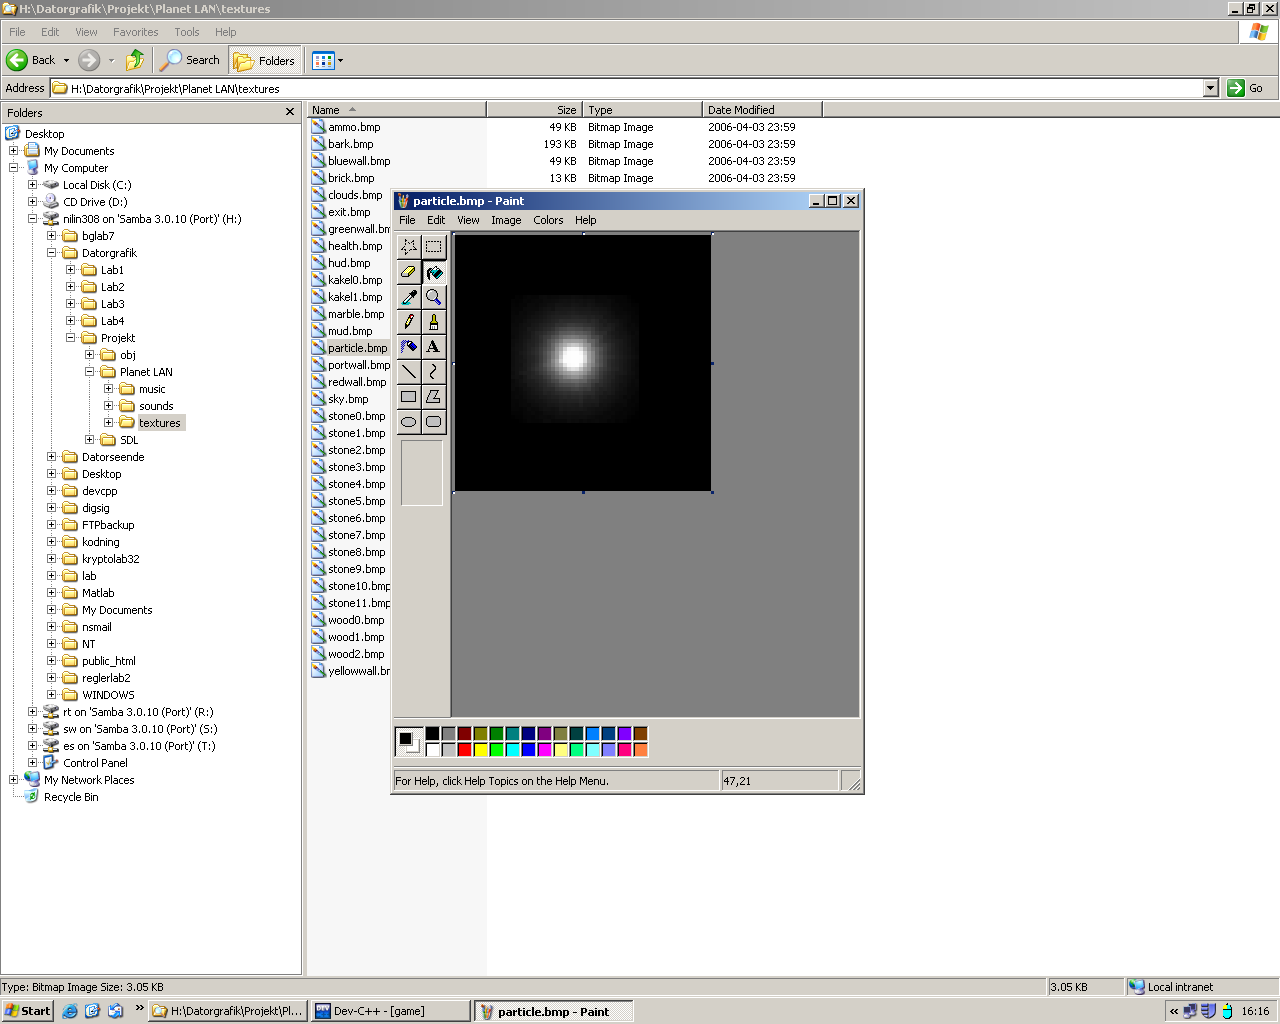 H:\Datorgrafik\Projekt\Planet LAN\textures
File Edit View Favorites Tools Help
Back Search Folders
Address H:\Datorgrafik\Projekt\Planet LAN\textures Go
Folders
Desktop
My Documents
My Computer
Local Disk (C:)
CD Drive (D:)
nilin308 on 'Samba 3.0.10 (Port)' (H:)
bglab7
Datorgrafik
Lab1
Lab2
Lab3
Lab4
Projekt
obj
Planet LAN
music
sounds
textures
SDL
Datorseende
Desktop
devcpp
digsig
FTPbackup
kodning
kryptolab32
lab
Matlab
My Documents
nsmail
NT
public_html
reglerlab2
WINDOWS
rt on 'Samba 3.0.10 (Port)' (R:)
sw on 'Samba 3.0.10 (Port)' (S:)
es on 'Samba 3.0.10 (Port)' (T:)
Control Panel
My Network Places
Recycle Bin
Name Size Type Date Modified
ammo.bmp 49 KB Bitmap Image 2006-04-03 23:59
bark.bmp 193 KB Bitmap Image 2006-04-03 23:59
bluewall.bmp 49 KB Bitmap Image 2006-04-03 23:59
brick.bmp 13 KB Bitmap Image 2006-04-03 23:59
clouds.bmp
exit.bmp
greenwall.bm
health.bmp
hud.bmp
kakel0.bmp
kakel1.bmp
marble.bmp
mud.bmp
particle.bmp
portwall.bmp
redwall.bmp
sky.bmp
stone0.bmp
stone1.bmp
stone2.bmp
stone3.bmp
stone4.bmp
stone5.bmp
stone6.bmp
stone7.bmp
stone8.bmp
stone9.bmp
stone10.bmp
stone11.bmp
wood0.bmp
wood1.bmp
wood2.bmp
yellowwall.bm
particle.bmp - Paint
File Edit View Image Colors Help
A
For Help, click Help Topics on the Help Menu. 47,21
Type: Bitmap Image Size: 3.05 KB 3.05 KB Local intranet
Start » H:\Datorgrafik\Projekt\Pl... Dev-C++ - [game] particle.bmp - Paint « 16:16